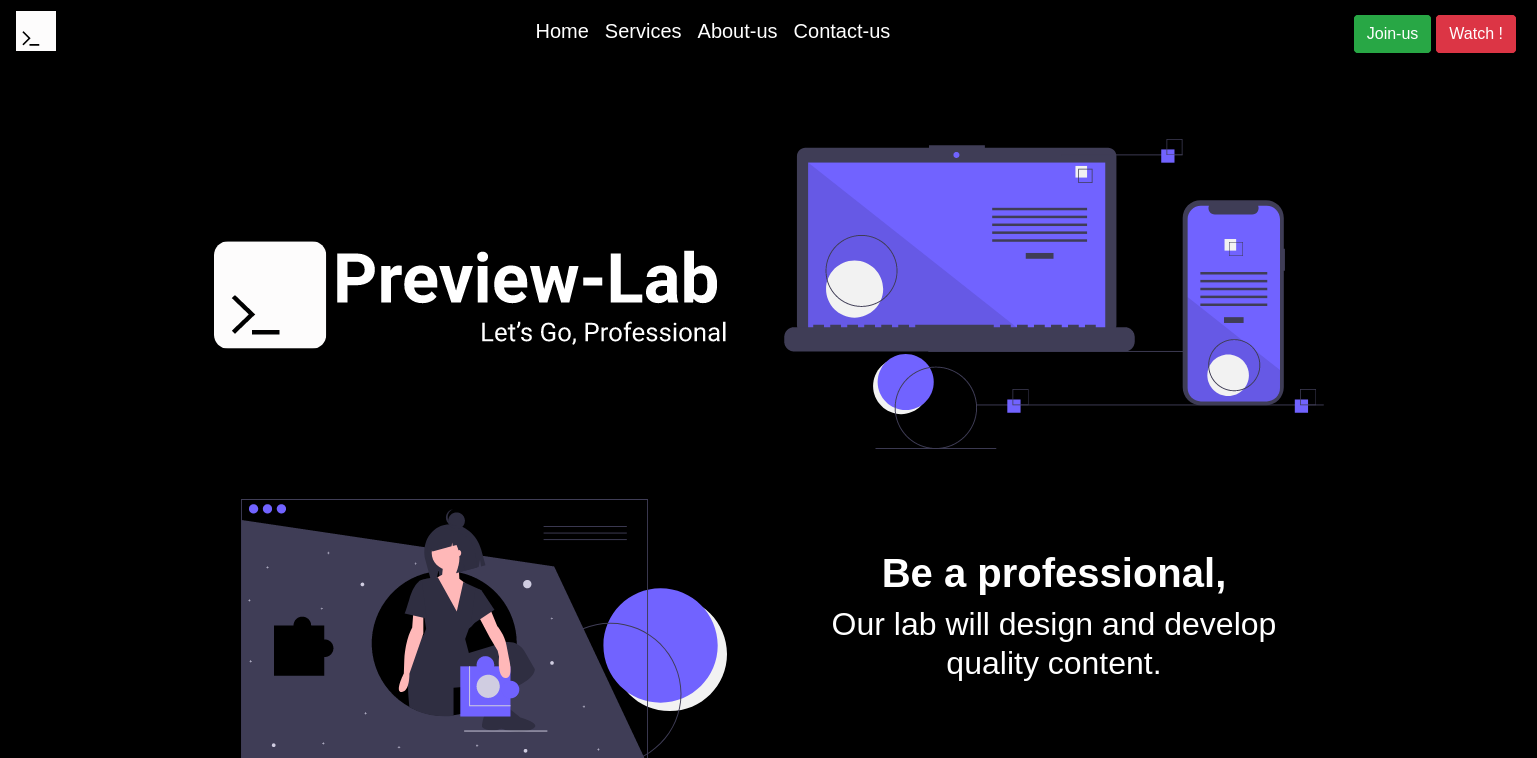 Home Services About-us Contact-us
Join-us Watch !
Preview-Lab
Let's Go, Professional
Be a professional,
Our lab will design and develop
quality content.